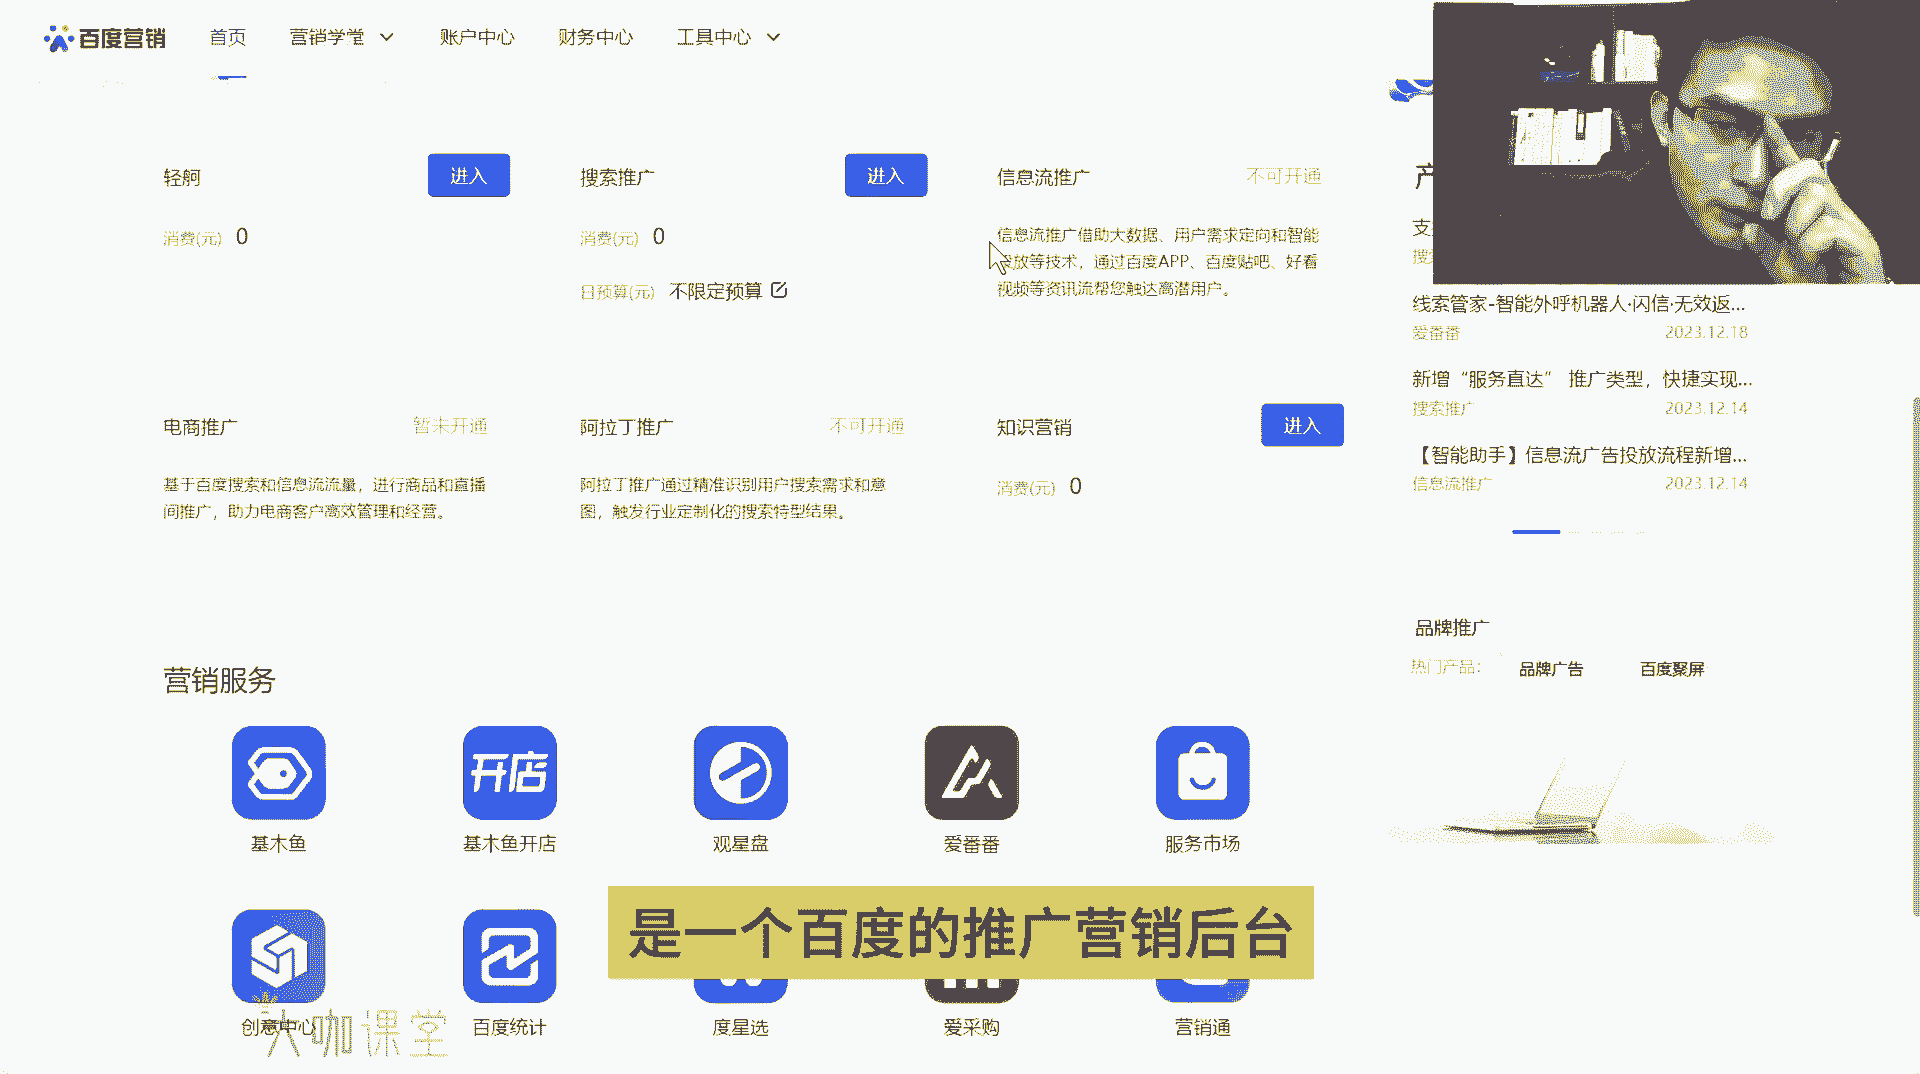 百度营销
首页
营销学堂
账户中心
财务中心
工具中心
轻舸
进入
消费(元) 0
搜索推广
进入
消费(元) 0
日预算(元) 不限定预算
信息流推广
不可开通
信息流推广借助大数据、用户需求定向和智能
放等技术，通过百度APP、百度贴吧、好看
视频等资讯流帮您触达高潜用户。
电商推广
暂未开通
基于百度搜索和信息流流量，进行商品和直播
间推广，助力电商客户高效管理和经营。
阿拉丁推广
不可开通
阿拉丁推广通过精准识别用户搜索需求和意
图，触发行业定制化的搜索特型结果。
知识营销
进入
消费(元) 0
线索管家-智能外呼机器人·闪信·无效返...
爱番番
2023.12.18
新增“服务直达” 推广类型，快捷实现...
搜索推广
2023.12.14
【智能助手】信息流广告投放流程新增...
信息流推广
2023.12.14
品牌推广
热门产品：
品牌广告
百度聚屏
营销服务
开店
基木鱼
基木鱼开店
观星盘
爱番番
服务市场
是一个百度的推广营销后台
创意中心
百度统计
度星选
爱采购
营销通
大咖课堂